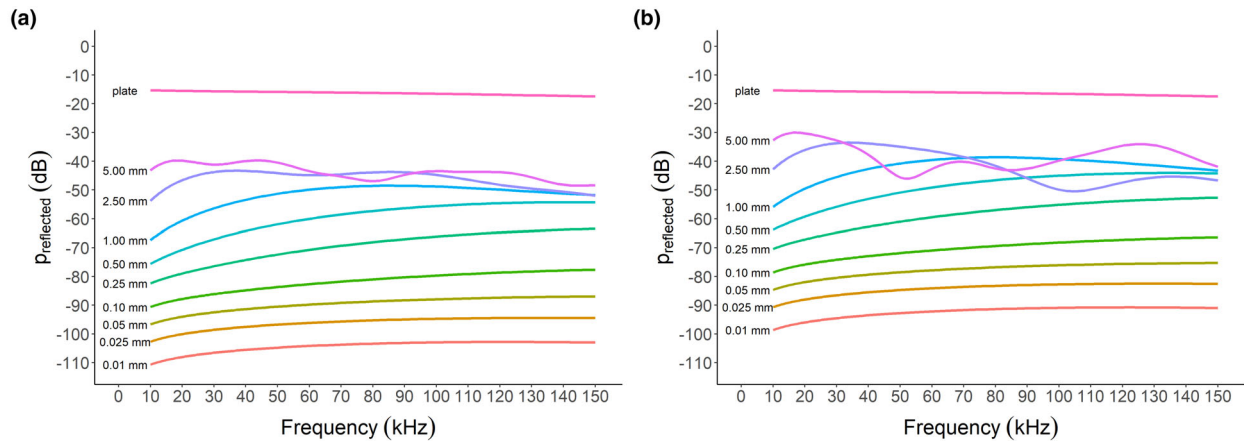 (a)
0
-10
-20
-30
-40
-50
-60
-70
-80
-90
-100
-110
preflected (dB)
plate
5.00 mm
2.50 mm
1.00 mm
0.50 mm
0.25 mm
0.10 mm
0.05 mm
0.025 mm
0.01 mm
0 10 20 30 40 50 60 70 80 90 100 110 120 130 140 150
Frequency (kHz)
(b)
0
-10
-20
-30
-40
-50
-60
-70
-80
-90
-100
-110
preflected (dB)
plate
5.00 mm
2.50 mm
1.00 mm
0.50 mm
0.25 mm
0.10 mm
0.05 mm
0.025 mm
0.01 mm
0 10 20 30 40 50 60 70 80 90 100 110 120 130 140 150
Frequency (kHz)